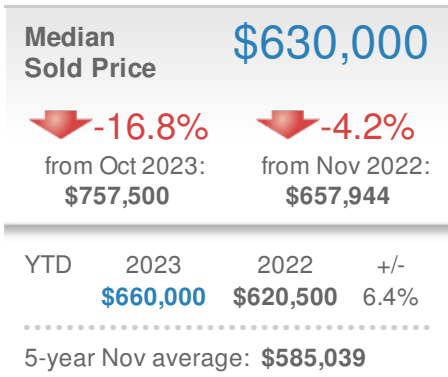 Median $630,000
Sold Price
-16.8% -4.2%
from Oct 2023: from Nov 2022:
$757,500 $657,944
YTD 2023 2022 +/-
$660,000 $620,500 6.4%
5-year Nov average: $585,039